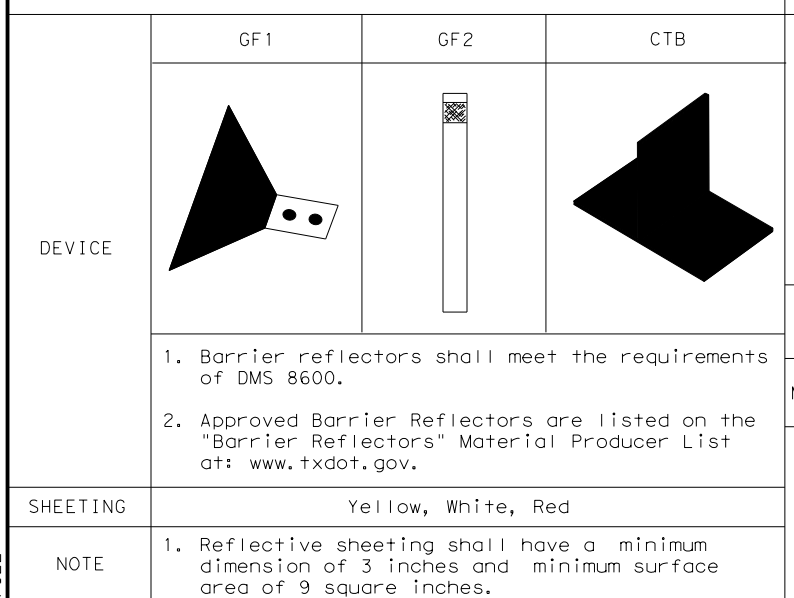 GF1 GF2 CTB
DEVICE
1. Barrier reflectors shall meet the requirements
of DMS 8600.
2. Approved Barrier Reflectors are listed on the
"Barrier Reflectors" Material Producer List
at: www.txdot.gov.
SHEETING Yellow, White, Red
NOTE
1. Reflective sheeting shall have a minimum
dimension of 3 inches and minimum surface
area of 9 square inches.